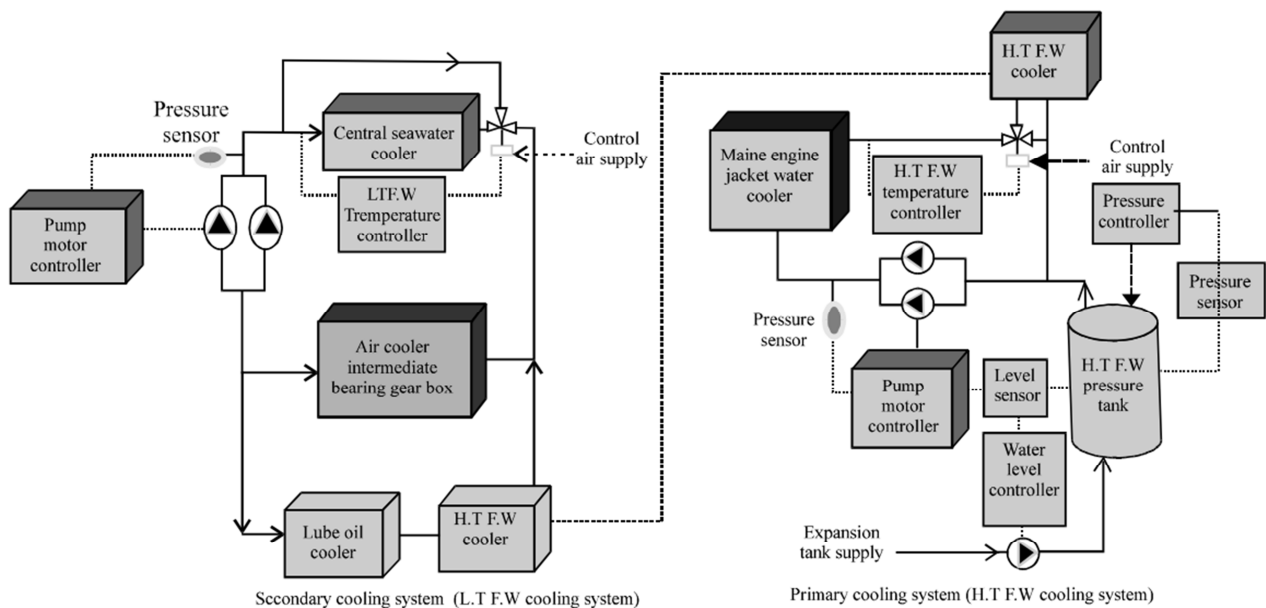 Pressure
sensor
Central seawater
cooler
Control
air supply
LTF.W
Tremperature
controller
Pump
motor
controller
Air cooler
intermediate
bearing gear box
Lube oil
cooler
H.T F.W
cooler
Secondary cooling system (L.T F.W cooling system)
H.T F.W
cooler
Maine engine
jacket water
cooler
H.T F.W
temperature
controller
Control
air supply
Pressure
controller
Pressure
sensor
Pressure
sensor
Pump
motor
controller
Level
sensor
H.T F.W
pressure
tank
Water
level
controller
Expansion
tank supply
Primary cooling system (H.T F.W cooling system)